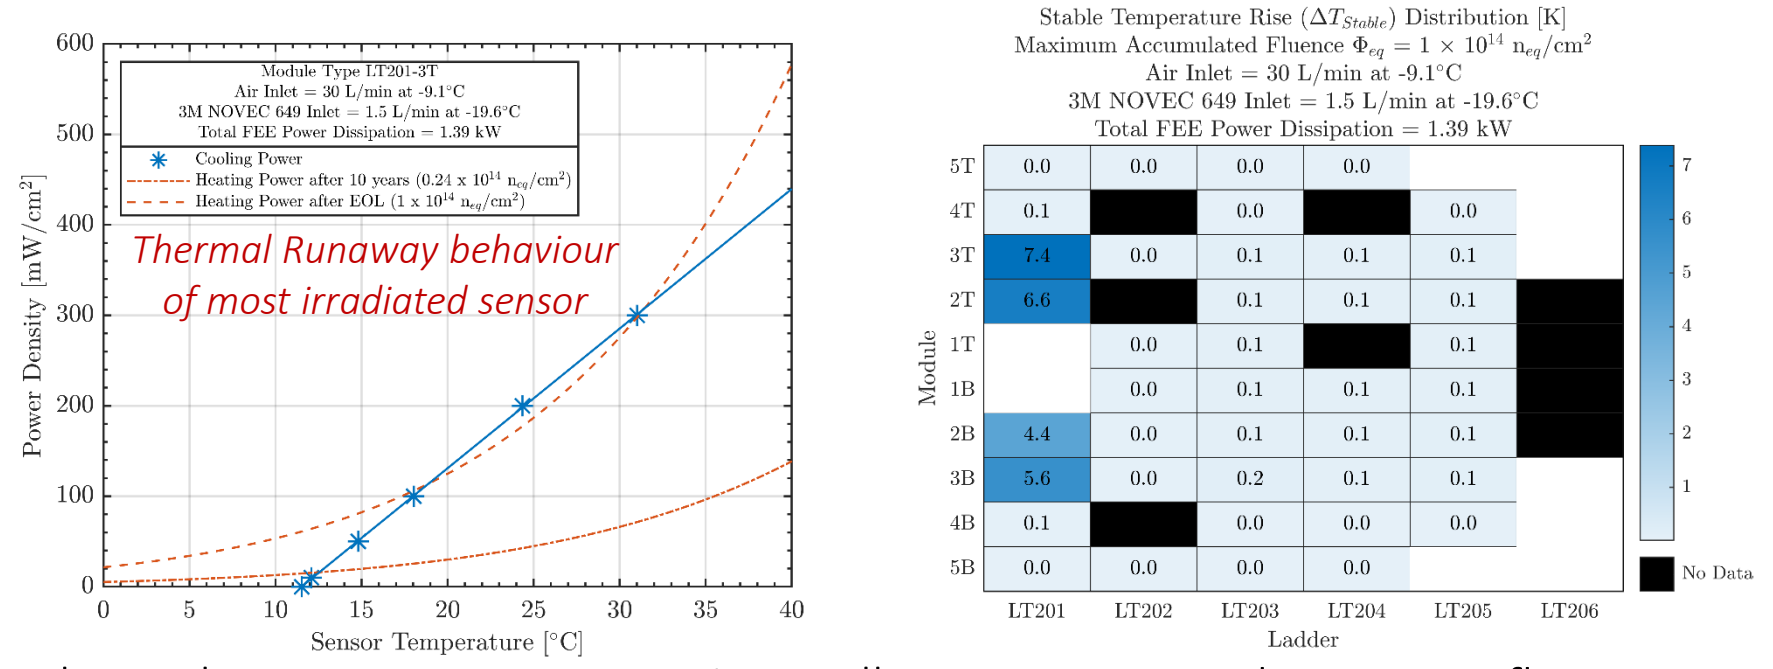 600
500
400
300
200
100
0
Power Density [mW/cm²]
Module Type LT201-3T
Air Inlet = 30 L/min at -9.1°C
3M NOVEC 649 Inlet = 1.5 L/min at -19.6°C
Total FEE Power Dissipation = 1.39 kW
Cooling Power
Heating Power after 10 years (0.24 x 10¹⁴ n_eq/cm²)
Heating Power after EOL (1 x 10¹⁴ n_eq/cm²)
Thermal Runaway behaviour
of most irradiated sensor
0 5 10 15 20 25 30 35 40
Sensor Temperature [°C]
Stable Temperature Rise (ΔT_Stable) Distribution [K]
Maximum Accumulated Fluence Φ_eq = 1 × 10¹⁴ n_eq/cm²
Air Inlet = 30 L/min at -9.1°C
3M NOVEC 649 Inlet = 1.5 L/min at -19.6°C
Total FEE Power Dissipation = 1.39 kW
Module
5T 0.0 0.0 0.0 0.0
4T 0.1 0.0 0.0
3T 7.4 0.0 0.1 0.1 0.1
2T 6.6 0.1 0.1 0.1
1T 0.0 0.1 0.1
1B 0.0 0.1 0.1 0.1
2B 4.4 0.0 0.1 0.1 0.1
3B 5.6 0.0 0.2 0.1 0.1
4B 0.1 0.0 0.0 0.0
5B 0.0 0.0 0.0 0.0
LT201 LT202 LT203 LT204 LT205 LT206
Ladder
7
6
5
4
3
2
1
No Data